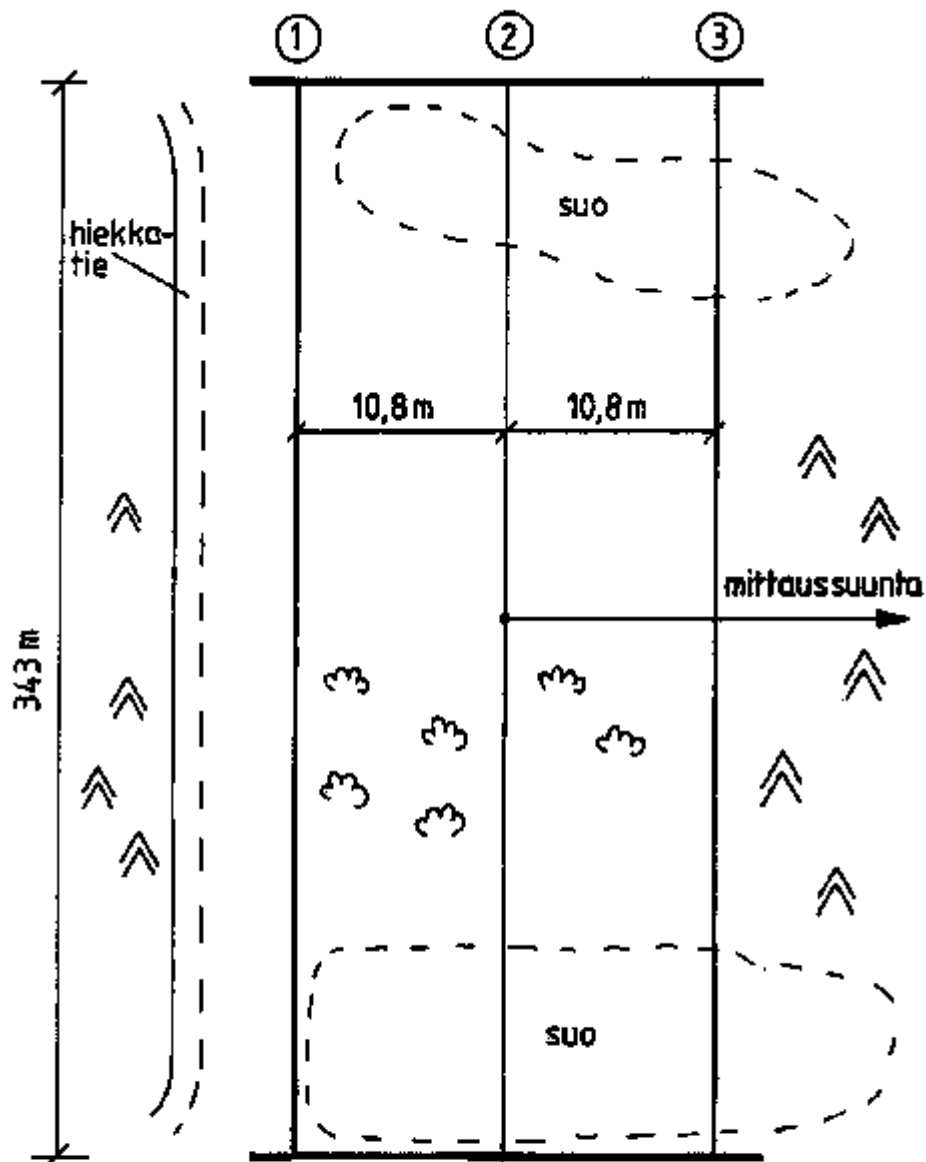 1 2 3
suo
hiekka-
tie
10,8 m 10,8 m
mittaussuunta
343 m
suo